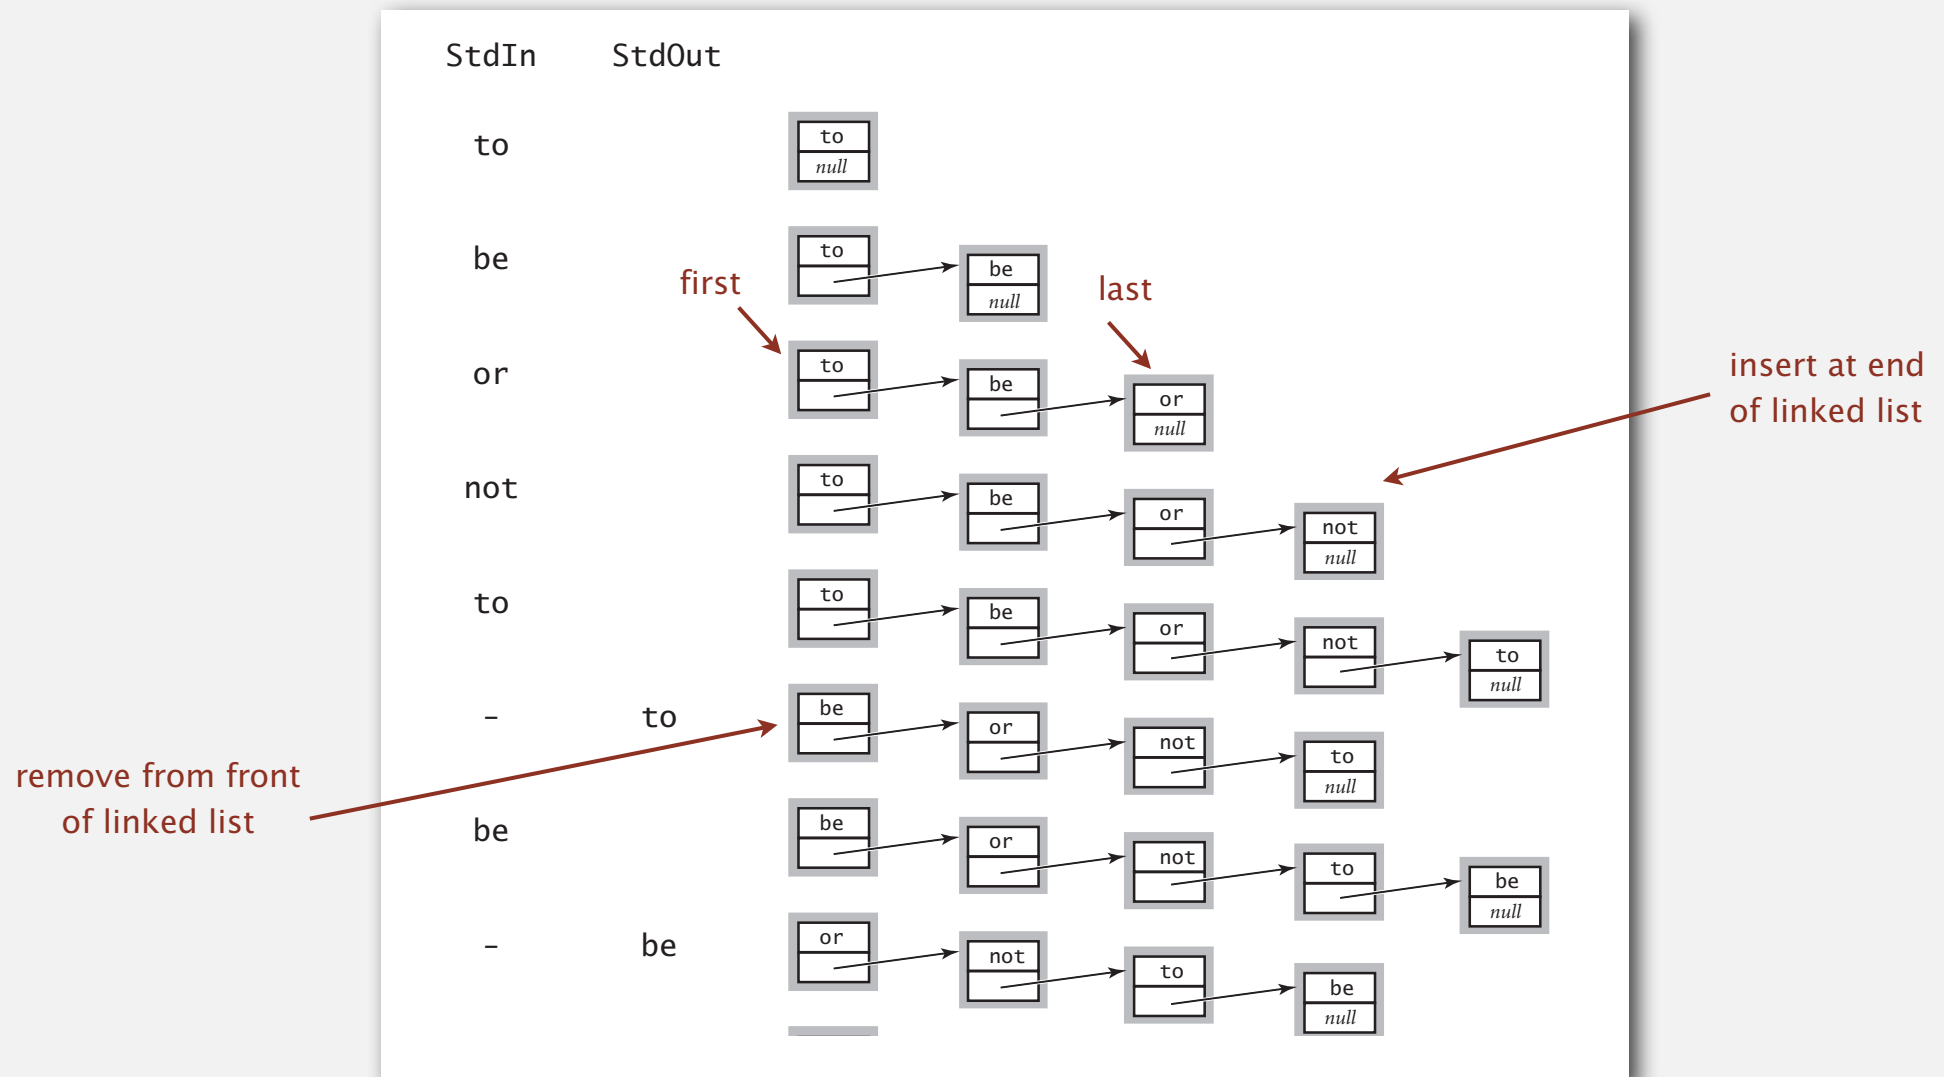 StdIn StdOut
to
to
null
be
to
be
null
first
last
or
to
be
or
null
insert at end
of linked list
not
to
be
or
not
null
to
to
be
or
not
to
null
– to
be
or
not
to
null
remove from front
of linked list
be
be
or
not
to
be
null
– be
or
not
to
be
null